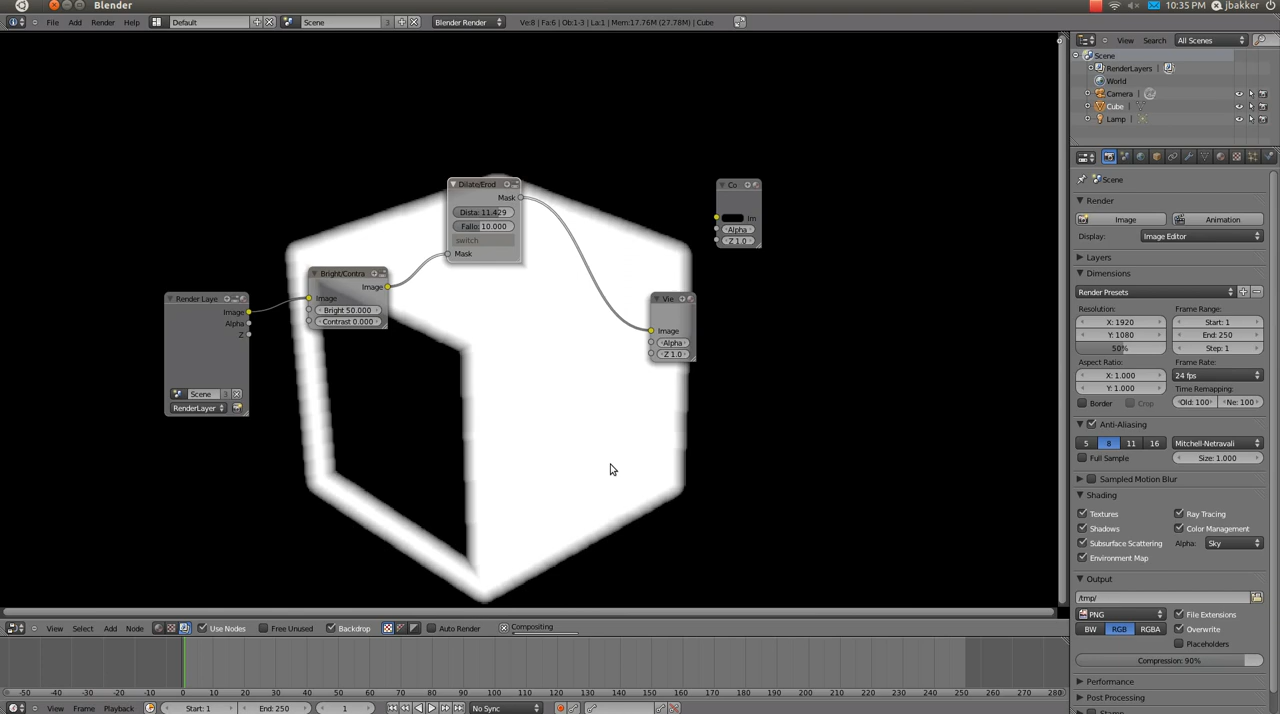 Blender
10:35 PM
jbakker
File Add Render Help
Default
Scene
3
Blender Render
Ve:8 | Fa:6 | Ob:1-3 | La:1 | Mem:17.76M (27.78M) | Cube
View Search All Scenes
Scene
RenderLayers
World
Camera
Cube
Lamp
Scene
Render
Image
Animation
Display:
Image Editor
Layers
Dimensions
Render Presets
Resolution:
Frame Range:
X: 1920
Start: 1
Y: 1080
End: 250
50%
Step: 1
Aspect Ratio:
Frame Rate:
X: 1.000
24 fps
Y: 1.000
Time Remapping:
Border
Crop
Old: 100
Ne: 100
Anti-Aliasing
5 8 11 16
Mitchell-Netravali
Full Sample
Size: 1.000
Sampled Motion Blur
Shading
Textures
Ray Tracing
Shadows
Color Management
Subsurface Scattering
Alpha:
Sky
Environment Map
Output
/tmp/
PNG
File Extensions
BW RGB RGBA
Overwrite
Placeholders
Compression: 90%
Performance
Post Processing
Stamp
Dilate/Erod
Mask
Dista: 11.429
Fallo: 10.000
switch
Mask
Co
Im
Alpha
Z 1.0
Bright/Contra
Image
Image
Bright 50.000
Contrast 0.000
Render Laye
Image
Alpha
Z
Scene
3
RenderLayer
Vie
Image
Alpha
Z 1.0
View Select Add Node
Use Nodes
Free Unused
Backdrop
Auto Render
Compositing
-50 -40 -30 -20 -10 0 10 20 30 40 50 60 70 80 90 100 110 120 130 140 150 160 170 180 190 200 210 220 230 240 250 260 270 280
View Frame Playback
Start: 1
End: 250
1
No Sync